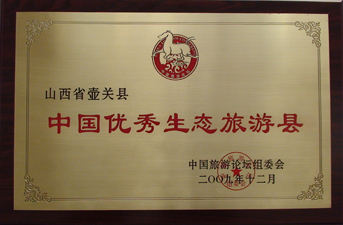 山西省壶关县
中国优秀生态旅游县
中国旅游论坛组委会
二〇〇九年十二月